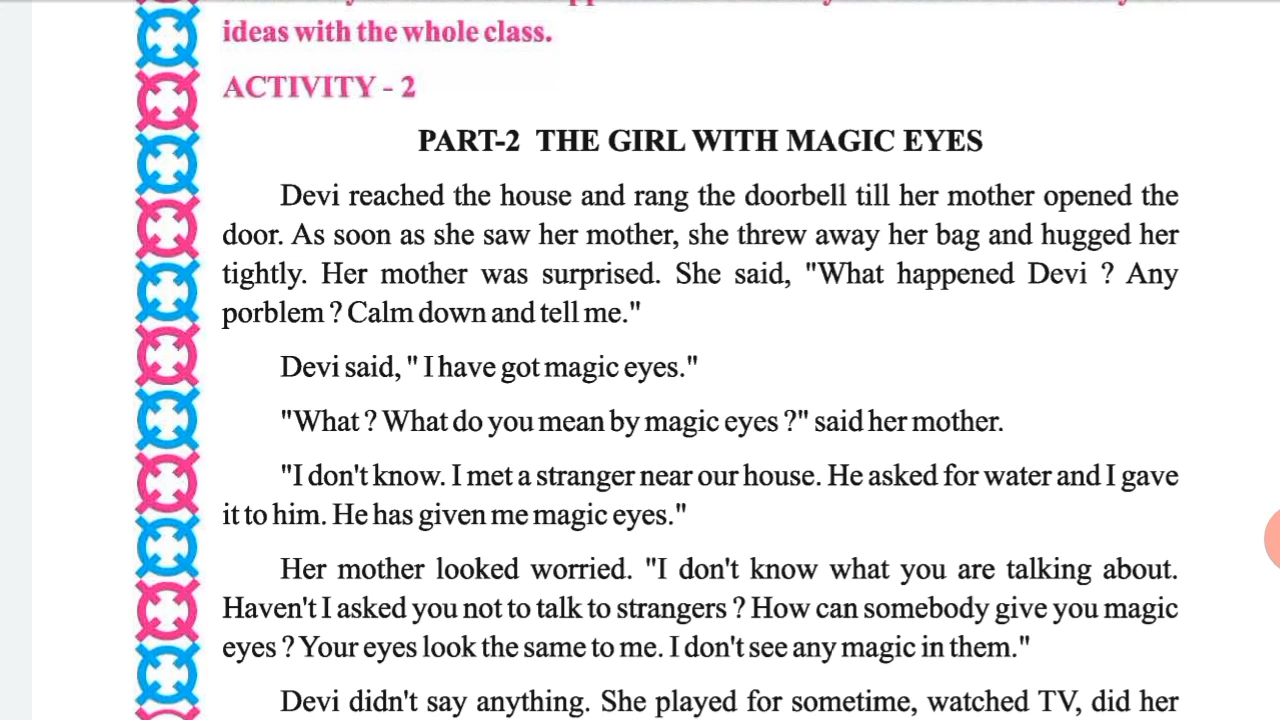 ideas with the whole class.
ACTIVITY - 2
PART-2 THE GIRL WITH MAGIC EYES
Devi reached the house and rang the doorbell till her mother opened the
door. As soon as she saw her mother, she threw away her bag and hugged her
tightly. Her mother was surprised. She said, "What happened Devi ? Any
porblem ? Calm down and tell me."
Devi said, " I have got magic eyes."
"What ? What do you mean by magic eyes ?" said her mother.
"I don't know. I met a stranger near our house. He asked for water and I gave
it to him. He has given me magic eyes."
Her mother looked worried. "I don't know what you are talking about.
Haven't I asked you not to talk to strangers ? How can somebody give you magic
eyes ? Your eyes look the same to me. I don't see any magic in them."
Devi didn't say anything. She played for sometime, watched TV, did her